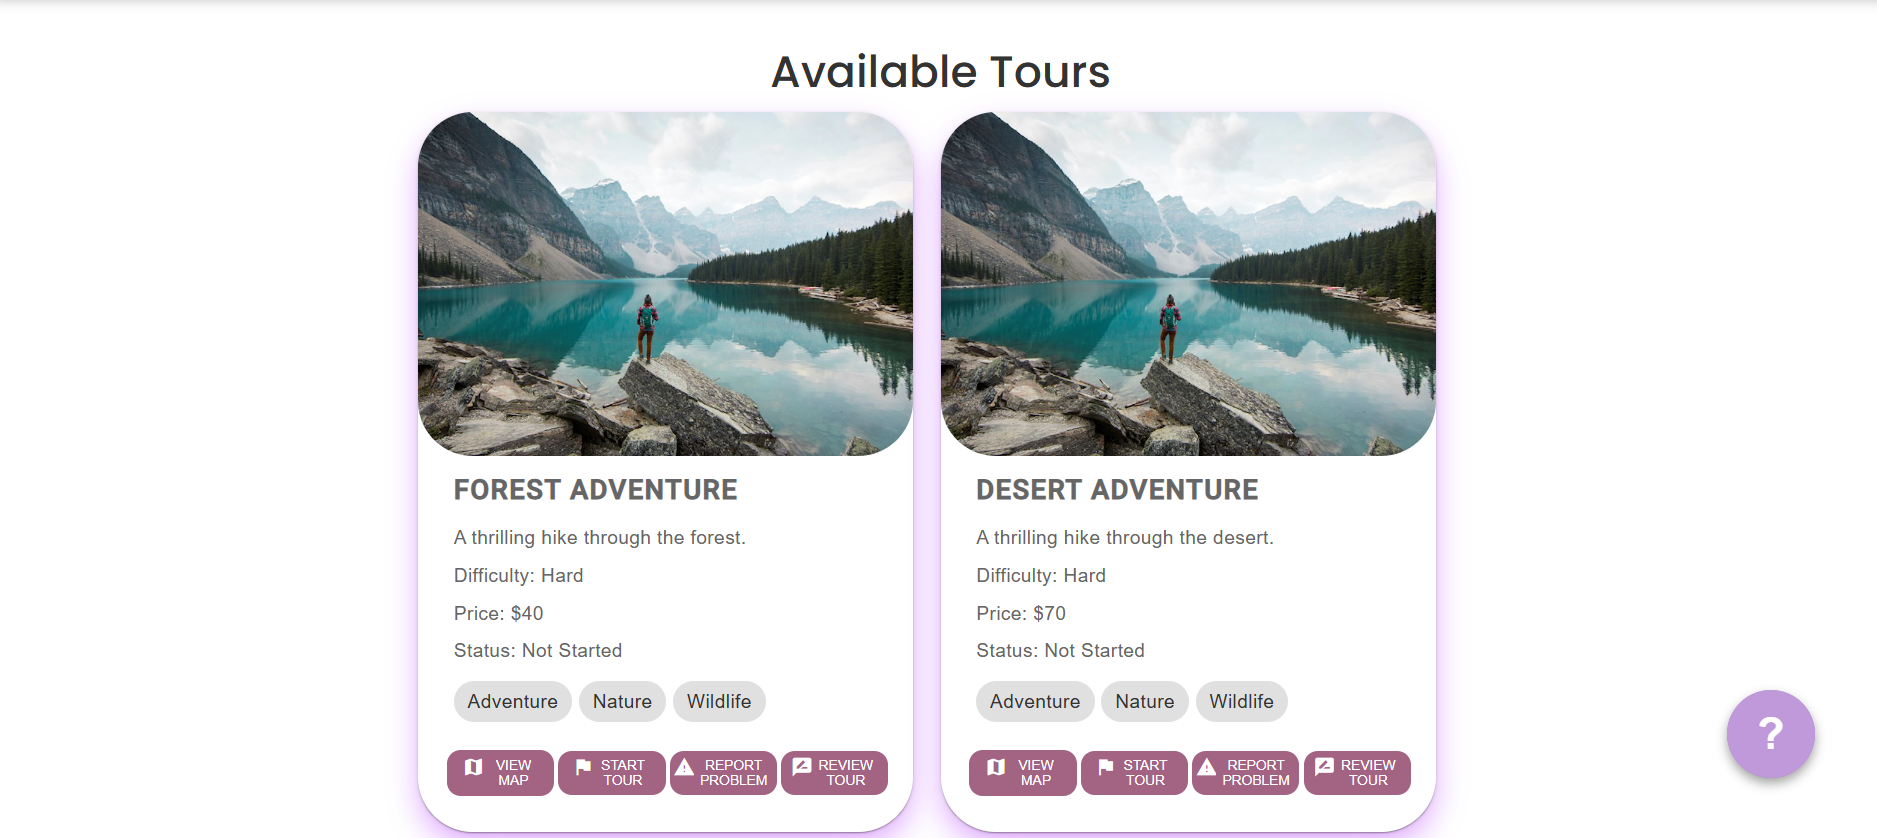 Available Tours
FOREST ADVENTURE
A thrilling hike through the forest.
Difficulty: Hard
Price: $40
Status: Not Started
Adventure Nature Wildlife
VIEW MAP
START TOUR
REPORT PROBLEM
REVIEW TOUR
DESERT ADVENTURE
A thrilling hike through the desert.
Difficulty: Hard
Price: $70
Status: Not Started
Adventure Nature Wildlife
VIEW MAP
START TOUR
REPORT PROBLEM
REVIEW TOUR
?